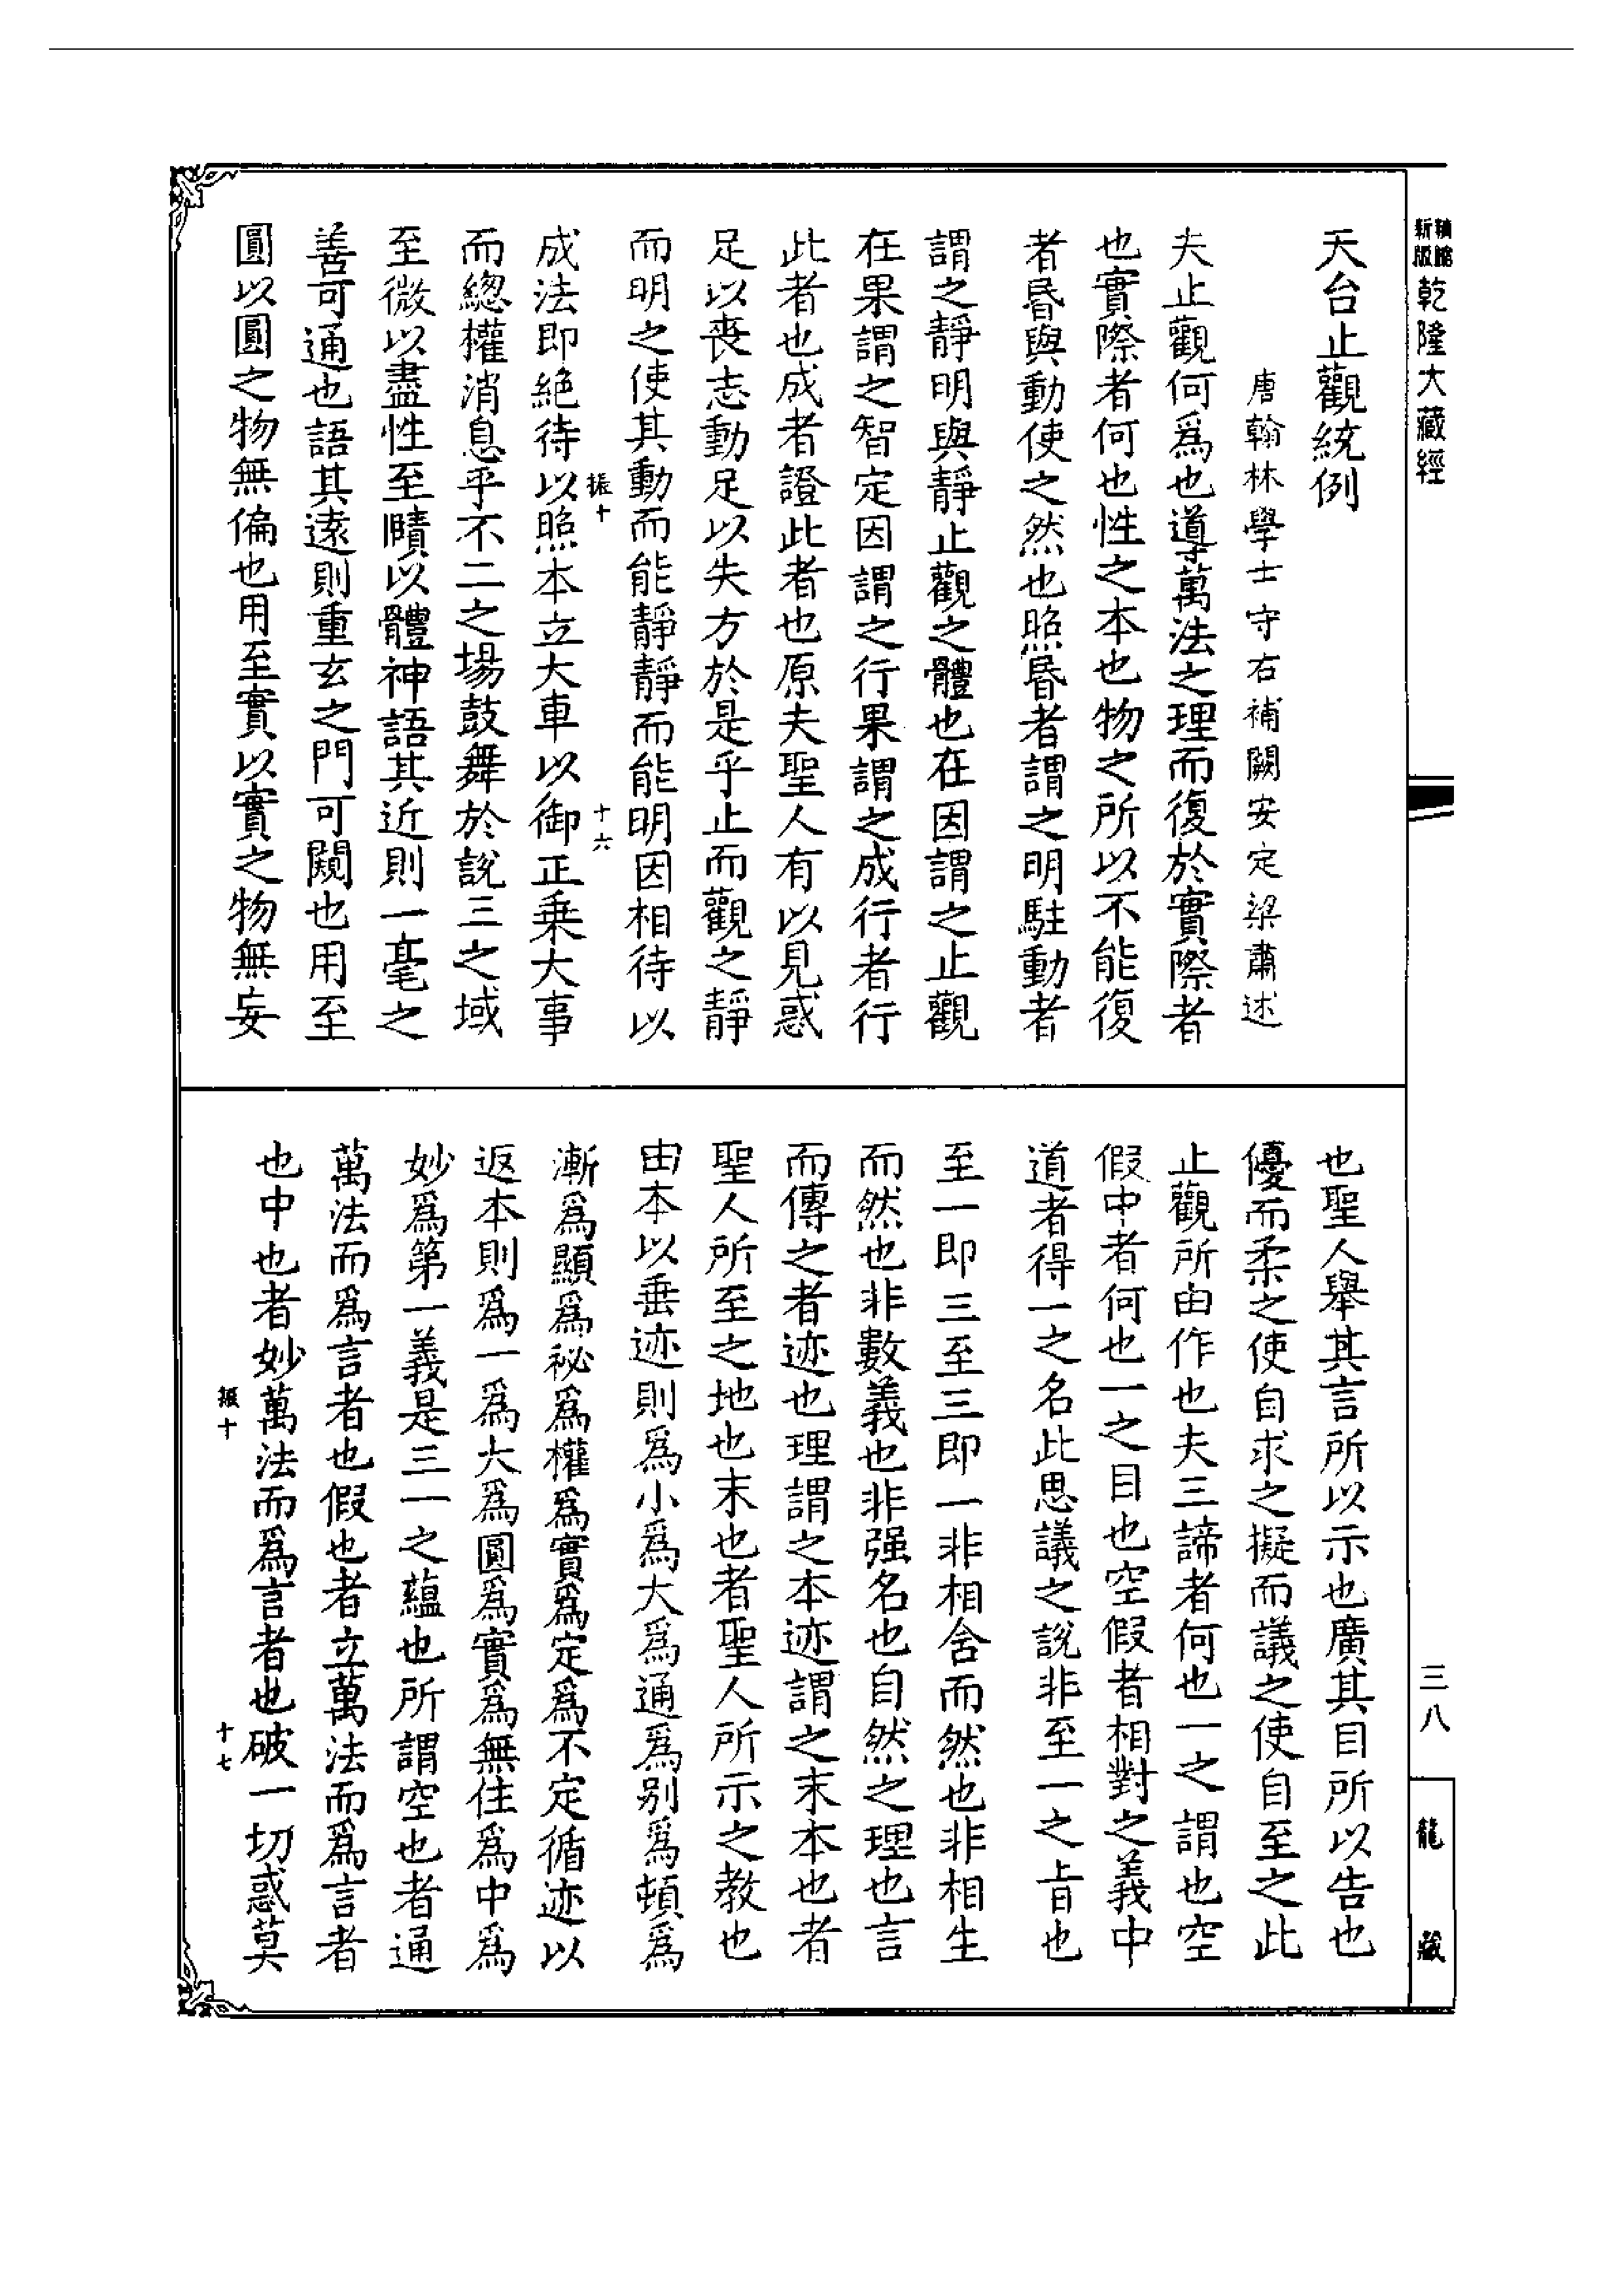 精縮
新版
乾隆大藏經
三八
龍藏
天台止觀統例
唐翰林學士守右補闕安定梁肅述
夫止觀何爲也導萬法之理而復於實際者
也實際者何也性之本也物之所以不能復
者昏與動使之然也照昏者謂之明駐動者
謂之靜明與靜止觀之體也在因謂之止觀
在果謂之智定因謂之行果謂之成行者行
此者也成者證此者也原夫聖人有以見惑
足以喪志動足以失方於是乎止而觀之靜
而明之使其動而能靜靜而能明因相待以
振十
十六
成法即絕待以照本立大車以御正乗大事
而總權消息乎不二之場鼓舞於說三之域
至微以盡性至賾以體神語其近則一毫之
善可通也語其遠則重玄之門可闚也用至
圓以圓之物無偏也用至實以實之物無妄
也聖人舉其言所以示也廣其目所以告也
優而柔之使自求之擬而議之使自至之此
止觀所由作也夫三諦者何也一之謂也空
假中者何也一之目也空假者相對之義中
道者得一之名此思議之說非至一之旨也
至一即三至三即一非相含而然也非相生
而然也非數義也非强名也自然之理也言
而傳之者迹也理謂之本迹謂之末本也者
聖人所至之地也末也者聖人所示之教也
由本以垂迹則爲小爲大爲通爲别爲頓爲
漸爲顯爲祕爲權爲實爲定爲不定循迹以
返本則爲一爲大爲圓爲實爲無住爲中爲
妙爲第一義是三一之蘊也所謂空也者通
萬法而爲言者也假也者立萬法而爲言者
也中也者妙萬法而爲言者也破一切惑莫
振十
十七